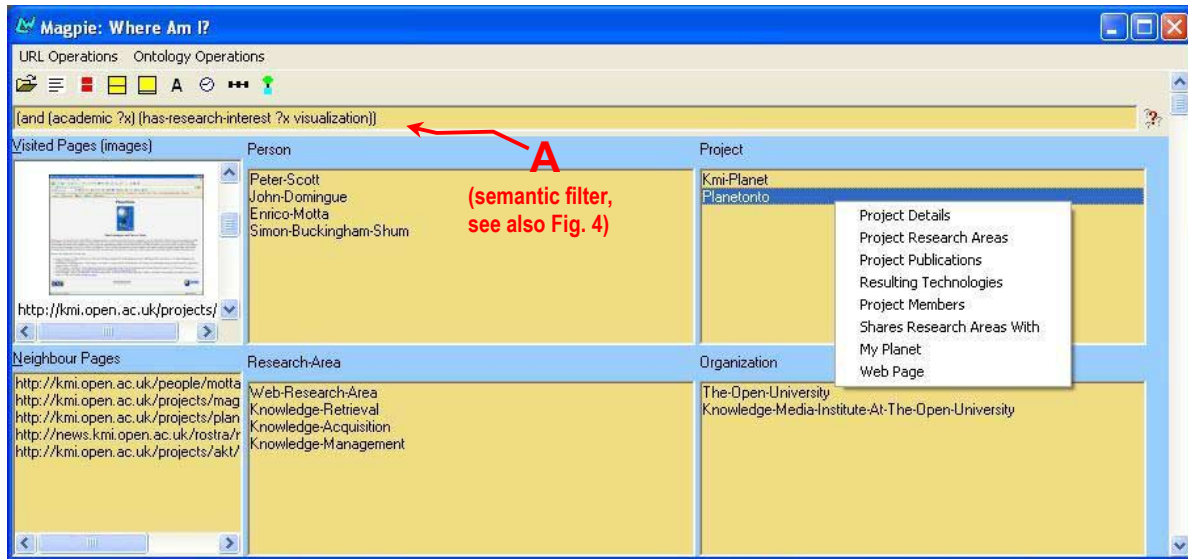 Magpie: Where Am I?
URL Operations Ontology Operations
A
(and (academic ?x) (has-research-interest ?x visualization))
Visited Pages (images)
http://kmi.open.ac.uk/projects/
Person
Peter-Scott
John-Domingue
Enrico-Motta
Simon-Buckingham-Shum
A
(semantic filter,
see also Fig. 4)
Project
Kmi-Planet
Planetonto
Project Details
Project Research Areas
Project Publications
Resulting Technologies
Project Members
Shares Research Areas With
My Planet
Web Page
Neighbour Pages
http://kmi.open.ac.uk/people/motta
http://kmi.open.ac.uk/projects/mag
http://kmi.open.ac.uk/projects/plan
http://news.kmi.open.ac.uk/rostra/r
http://kmi.open.ac.uk/projects/akt/
Research-Area
Web-Research-Area
Knowledge-Retrieval
Knowledge-Acquisition
Knowledge-Management
Organization
The-Open-University
Knowledge-Media-Institute-At-The-Open-University